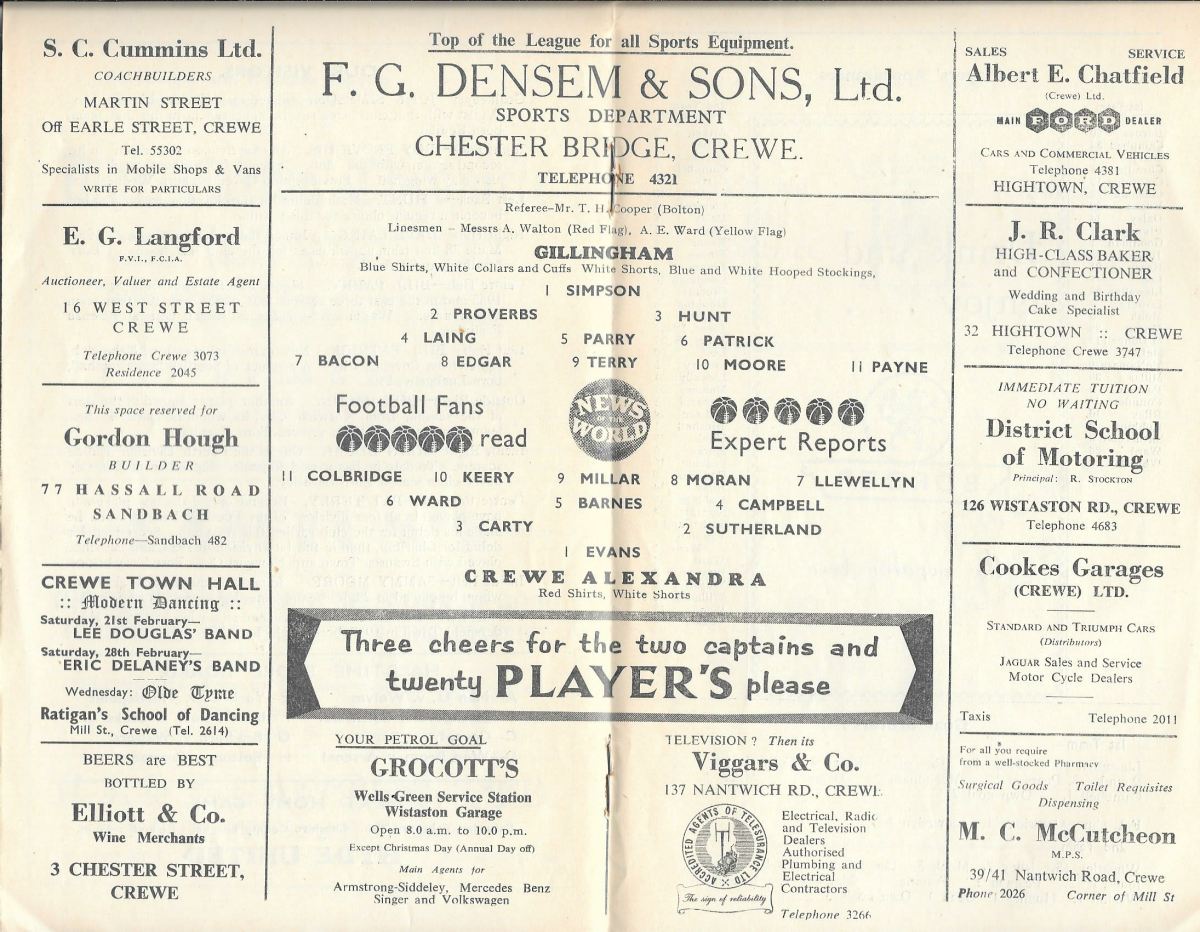 S. C. Cummins Ltd.
COACHBUILDERS
MARTIN STREET
Off EARLE STREET, CREWE
Tel. 55302
Specialists in Mobile Shops & Vans
WRITE FOR PARTICULARS
E. G. Langford
F.V.I., F.C.I.A.
Auctioneer, Valuer and Estate Agent
16 WEST STREET
CREWE
Telephone Crewe 3073
Residence 2045
This space reserved for
Gordon Hough
BUILDER
77 HASSALL ROAD
SANDBACH
Telephone—Sandbach 482
CREWE TOWN HALL
:: Modern Dancing ::
Saturday, 21st February—
LEE DOUGLAS' BAND
Saturday, 28th February—
ERIC DELANEY'S BAND
Wednesday: Olde Tyme
Ratigan's School of Dancing
Mill St., Crewe (Tel. 2614)
BEERS are BEST
BOTTLED BY
Elliott & Co.
Wine Merchants
3 CHESTER STREET,
CREWE
Top of the League for all Sports Equipment.
F. G. DENSEM & SONS, Ltd.
SPORTS DEPARTMENT
CHESTER BRIDGE, CREWE.
TELEPHONE 4321
Referee—Mr. T. H. Cooper (Bolton)
Linesmen - Messrs A. Walton (Red Flag), A. E. Ward (Yellow Flag)
GILLINGHAM
Blue Shirts, White Collars and Cuffs White Shorts, Blue and White Hooped Stockings,
1 SIMPSON
2 PROVERBS 3 HUNT
4 LAING 5 PARRY 6 PATRICK
7 BACON 8 EDGAR 9 TERRY 10 MOORE 11 PAYNE
Football Fans
read
NEWS
OF THE
WORLD
Expert Reports
11 COLBRIDGE 10 KEERY 9 MILLAR 8 MORAN 7 LLEWELLYN
6 WARD 5 BARNES 4 CAMPBELL
3 CARTY 2 SUTHERLAND
1 EVANS
CREWE ALEXANDRA
Red Shirts, White Shorts
Three cheers for the two captains and
twenty PLAYER'S please
YOUR PETROL GOAL
GROCOTT'S
Wells Green Service Station
Wistaston Garage
Open 8.0 a.m. to 10.0 p.m.
Except Christmas Day (Annual Day off)
Main Agents for
Armstrong-Siddeley, Mercedes Benz
Singer and Volkswagen
TELEVISION? Then its
Viggars & Co.
137 NANTWICH RD., CREWE
ACCREDITED AGENTS OF TELESURANCE LTD
The sign of reliability
Electrical, Radio
and Television
Dealers
Authorised
Plumbing and
Electrical
Contractors
Telephone 3266
SALES SERVICE
Albert E. Chatfield
(Crewe) Ltd.
MAIN FORD DEALER
CARS AND COMMERCIAL VEHICLES
Telephone 4381
HIGHTOWN, CREWE
J. R. Clark
HIGH-CLASS BAKER
and CONFECTIONER
Wedding and Birthday
Cake Specialist
32 HIGHTOWN :: CREWE
Telephone Crewe 3747
IMMEDIATE TUITION
NO WAITING
District School
of Motoring
Principal: R. STOCKTON
126 WISTASTON RD., CREWE
Telephone 4683
Cookes Garages
(CREWE) LTD.
STANDARD AND TRIUMPH CARS
(Distributors)
JAGUAR Sales and Service
Motor Cycle Dealers
Taxis Telephone 2011
For all you require
from a well-stocked Pharmacy
Surgical Goods Toilet Requisites
Dispensing
M. C. McCutcheon
M.P.S.
39/41 Nantwich Road, Crewe
Phone 2026 Corner of Mill St